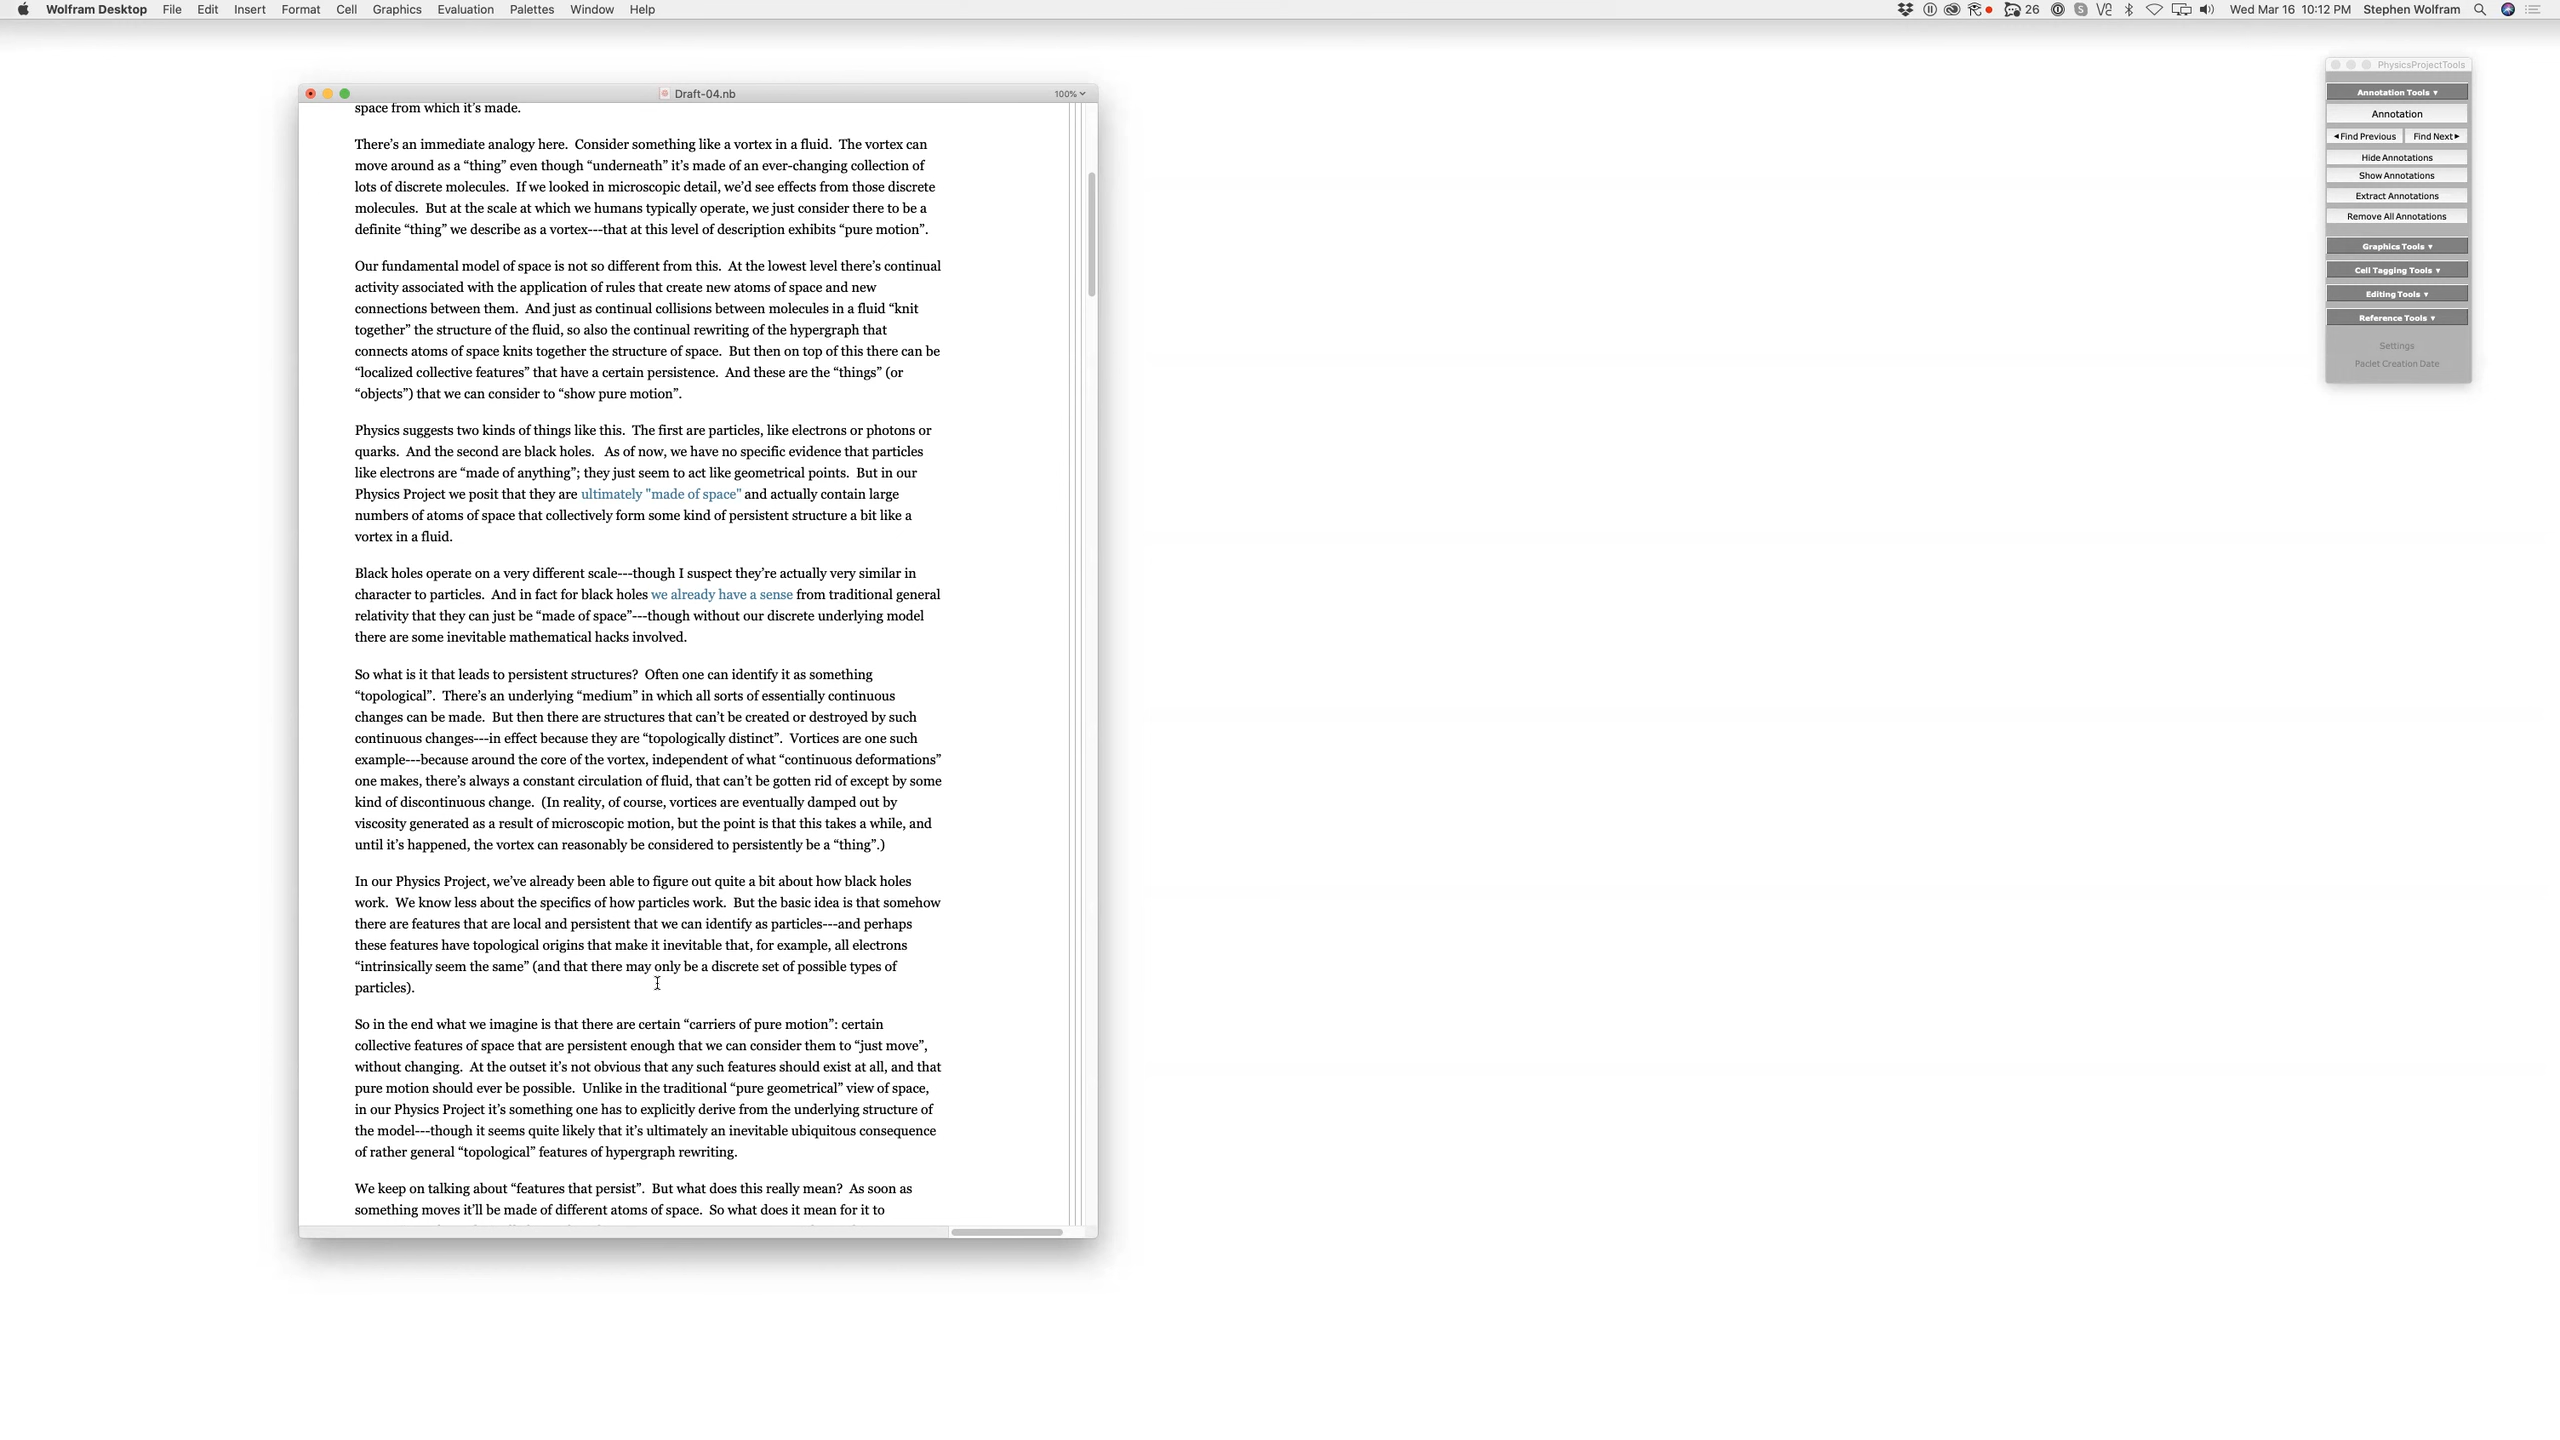 Wolfram Desktop File Edit Insert Format Cell Graphics Evaluation Palettes Window Help
26 Wed Mar 16 10:12 PM Stephen Wolfram
Draft-04.nb
100%
space from which it's made.
There's an immediate analogy here.  Consider something like a vortex in a fluid.  The vortex can
move around as a “thing” even though “underneath” it's made of an ever-changing collection of
lots of discrete molecules.  If we looked in microscopic detail, we'd see effects from those discrete
molecules.  But at the scale at which we humans typically operate, we just consider there to be a
definite “thing” we describe as a vortex---that at this level of description exhibits “pure motion”.
Our fundamental model of space is not so different from this.  At the lowest level there's continual
activity associated with the application of rules that create new atoms of space and new
connections between them.  And just as continual collisions between molecules in a fluid “knit
together” the structure of the fluid, so also the continual rewriting of the hypergraph that
connects atoms of space knits together the structure of space.  But then on top of this there can be
“localized collective features” that have a certain persistence.  And these are the “things” (or
“objects”) that we can consider to “show pure motion”.
Physics suggests two kinds of things like this.  The first are particles, like electrons or photons or
quarks.  And the second are black holes.   As of now, we have no specific evidence that particles
like electrons are “made of anything”; they just seem to act like geometrical points.  But in our
Physics Project we posit that they are ultimately "made of space" and actually contain large
numbers of atoms of space that collectively form some kind of persistent structure a bit like a
vortex in a fluid.
Black holes operate on a very different scale---though I suspect they're actually very similar in
character to particles.  And in fact for black holes we already have a sense from traditional general
relativity that they can just be “made of space”---though without our discrete underlying model
there are some inevitable mathematical hacks involved.
So what is it that leads to persistent structures?  Often one can identify it as something
“topological”.  There's an underlying “medium” in which all sorts of essentially continuous
changes can be made.  But then there are structures that can't be created or destroyed by such
continuous changes---in effect because they are “topologically distinct”.  Vortices are one such
example---because around the core of the vortex, independent of what “continuous deformations”
one makes, there's always a constant circulation of fluid, that can't be gotten rid of except by some
kind of discontinuous change.  (In reality, of course, vortices are eventually damped out by
viscosity generated as a result of microscopic motion, but the point is that this takes a while, and
until it's happened, the vortex can reasonably be considered to persistently be a “thing”.)
In our Physics Project, we've already been able to figure out quite a bit about how black holes
work.  We know less about the specifics of how particles work.  But the basic idea is that somehow
there are features that are local and persistent that we can identify as particles---and perhaps
these features have topological origins that make it inevitable that, for example, all electrons
“intrinsically seem the same” (and that there may only be a discrete set of possible types of
particles).
So in the end what we imagine is that there are certain “carriers of pure motion”: certain
collective features of space that are persistent enough that we can consider them to “just move”,
without changing.  At the outset it's not obvious that any such features should exist at all, and that
pure motion should ever be possible.  Unlike in the traditional “pure geometrical” view of space,
in our Physics Project it's something one has to explicitly derive from the underlying structure of
the model---though it seems quite likely that it's ultimately an inevitable ubiquitous consequence
of rather general “topological” features of hypergraph rewriting.
We keep on talking about “features that persist”.  But what does this really mean?  As soon as
something moves it'll be made of different atoms of space.  So what does it mean for it to
PhysicsProjectTools
Annotation Tools ▾
Annotation
◂Find Previous Find Next▸
Hide Annotations
Show Annotations
Extract Annotations
Remove All Annotations
Graphics Tools ▾
Cell Tagging Tools ▾
Editing Tools ▾
Reference Tools ▾
Settings
Paclet Creation Date